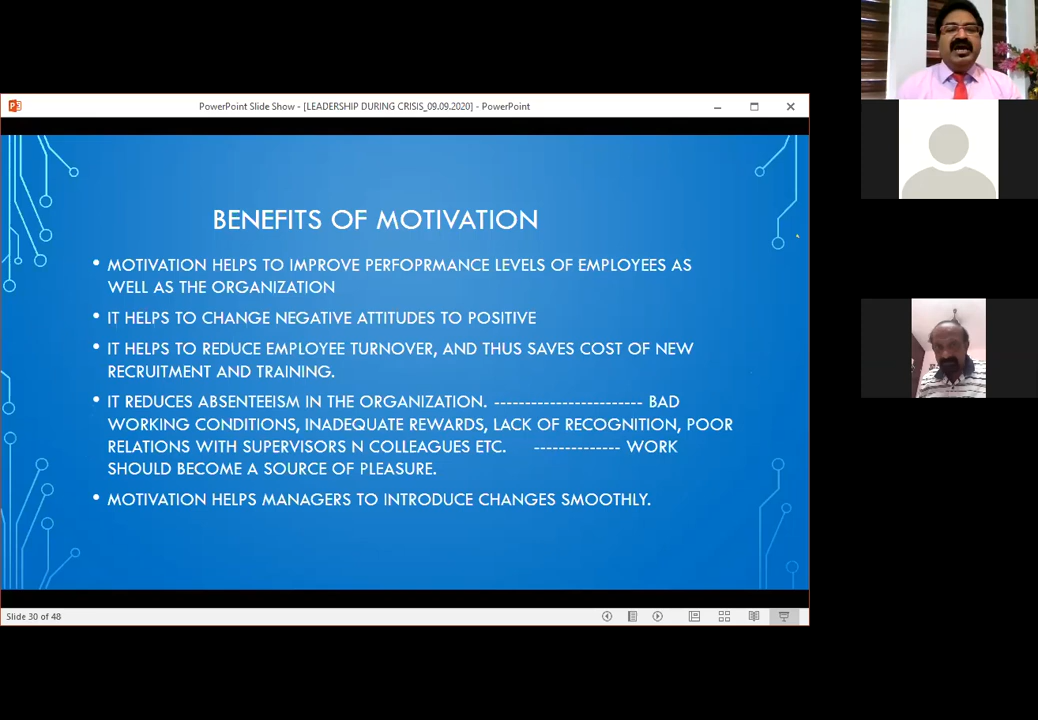 PowerPoint Slide Show - [LEADERSHIP DURING CRISIS_09.09.2020] - PowerPoint
BENEFITS OF MOTIVATION
• MOTIVATION HELPS TO IMPROVE PERFOPRMANCE LEVELS OF EMPLOYEES AS
WELL AS THE ORGANIZATION
• IT HELPS TO CHANGE NEGATIVE ATTITUDES TO POSITIVE
• IT HELPS TO REDUCE EMPLOYEE TURNOVER, AND THUS SAVES COST OF NEW
RECRUITMENT AND TRAINING.
• IT REDUCES ABSENTEEISM IN THE ORGANIZATION. ------------------------ BAD
WORKING CONDITIONS, INADEQUATE REWARDS, LACK OF RECOGNITION, POOR
RELATIONS WITH SUPERVISORS N COLLEAGUES ETC. -------------- WORK
SHOULD BECOME A SOURCE OF PLEASURE.
• MOTIVATION HELPS MANAGERS TO INTRODUCE CHANGES SMOOTHLY.
Slide 30 of 48